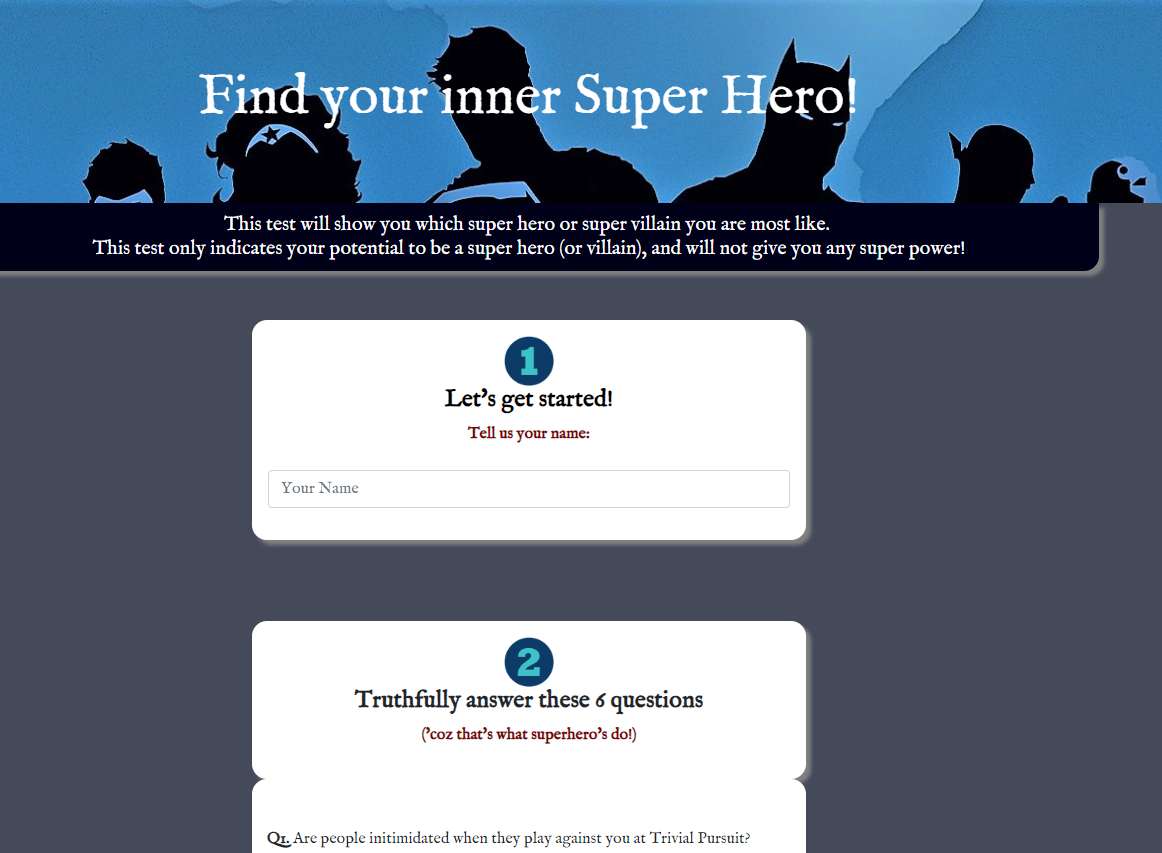 Find your inner Super Hero!
This test will show you which super hero or super villain you are most like.
This test only indicates your potential to be a super hero (or villain), and will not give you any super power!
1
Let's get started!
Tell us your name:
Your Name
2
Truthfully answer these 6 questions
('coz that's what superhero's do!)
Q1. Are people initimidated when they play against you at Trivial Pursuit?